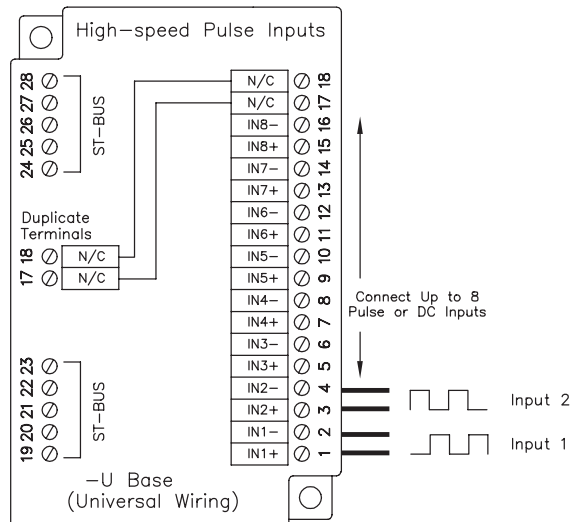 High-speed Pulse Inputs
28
27
26
25
24
ST-BUS
N/C 18
N/C 17
IN8- 16
IN8+ 15
IN7- 14
IN7+ 13
IN6- 12
IN6+ 11
IN5- 10
IN5+ 9
IN4- 8
IN4+ 7
IN3- 6
IN3+ 5
IN2- 4
IN2+ 3
IN1- 2
IN1+ 1
Duplicate
Terminals
18 N/C
17 N/C
Connect Up to 8
Pulse or DC Inputs
23
22
21
20
19
ST-BUS
Input 2
Input 1
-U Base
(Universal Wiring)